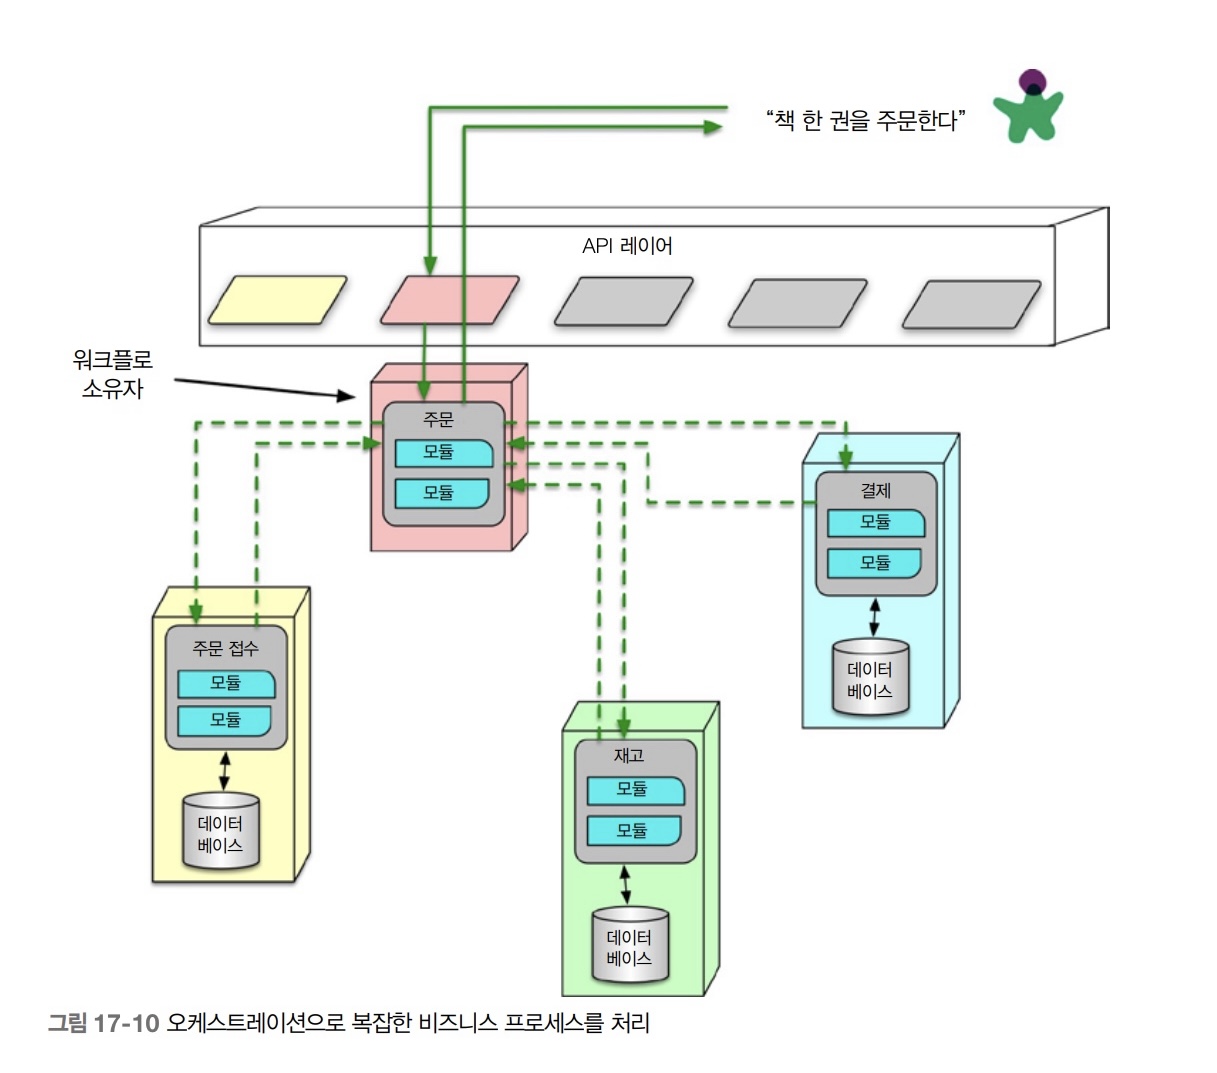 “책 한 권을 주문한다”
API 레이어
워크플로
소유자
주문
모듈
모듈
결제
모듈
모듈
데이터
베이스
주문 접수
모듈
모듈
데이터
베이스
재고
모듈
모듈
데이터
베이스
그림 17-10 오케스트레이션으로 복잡한 비즈니스 프로세스를 처리